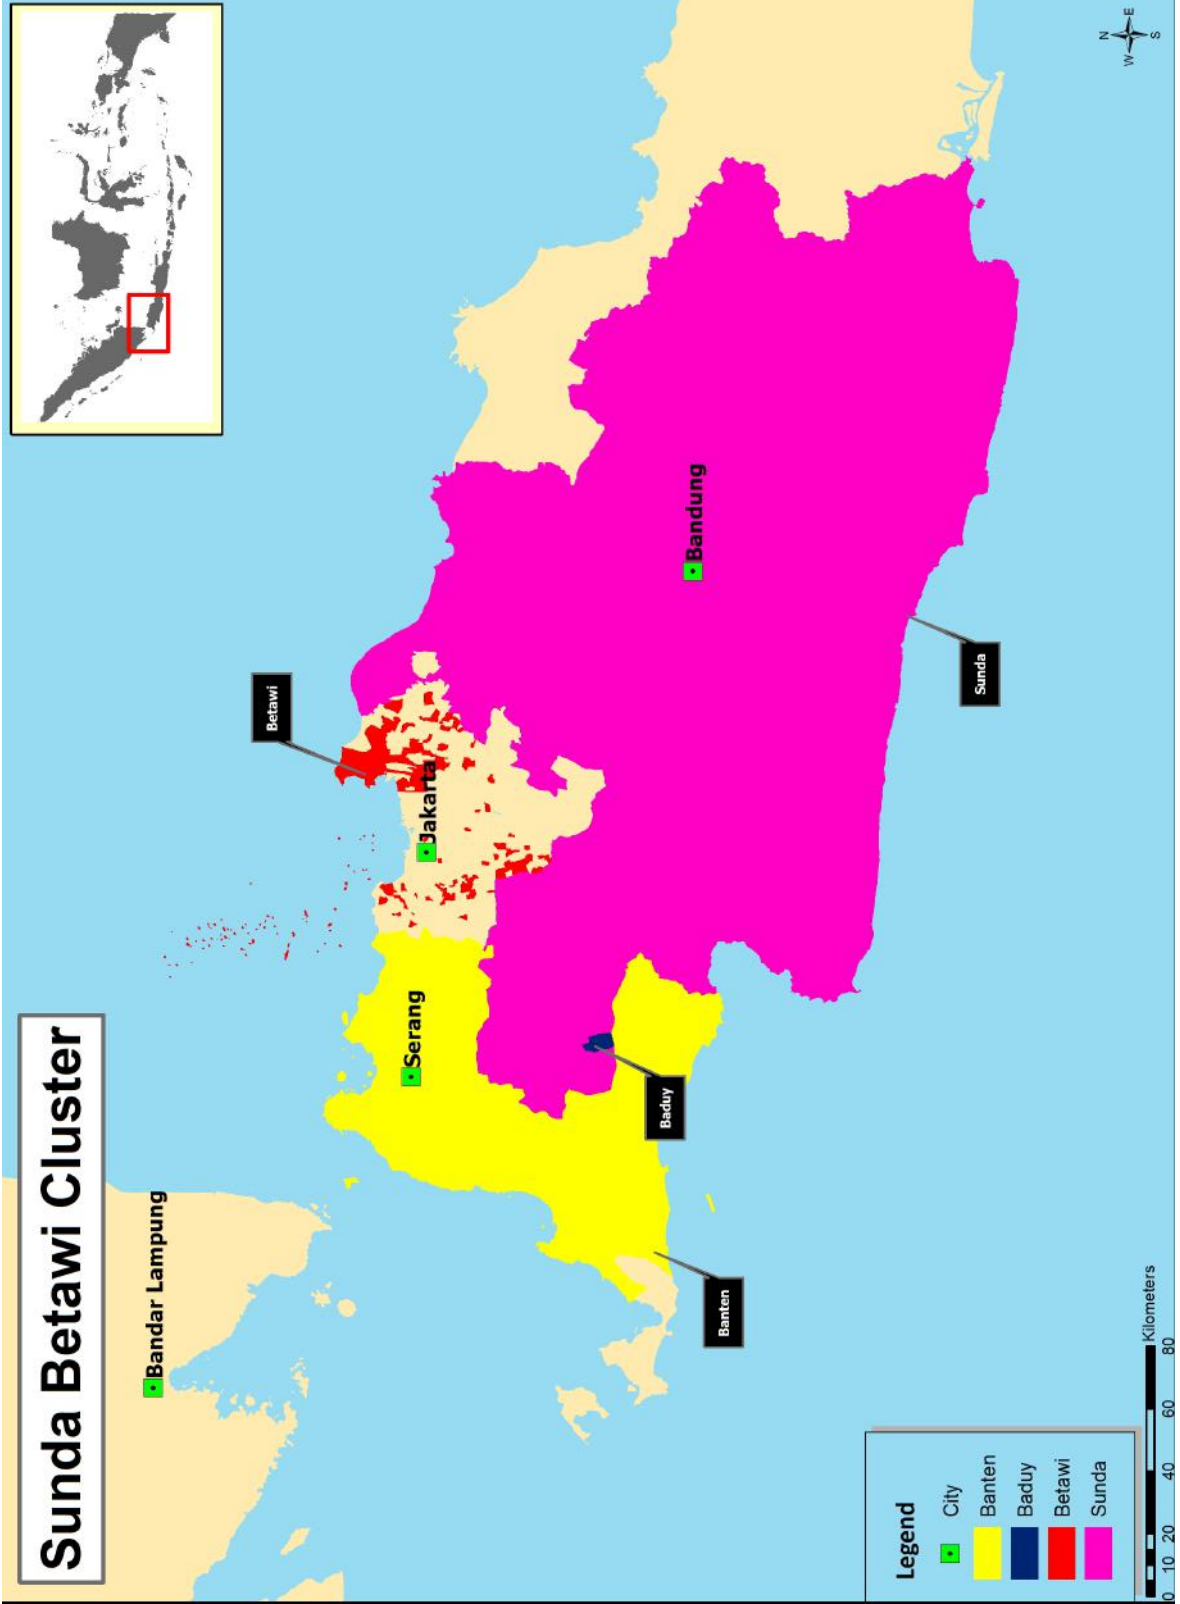 Sunda Betawi Cluster
N
W
E
S
Bandar Lampung
Betawi
Serang
Jakarta
Bandung
Baduy
Sunda
Banten
Legend
City
Banten
Baduy
Betawi
Sunda
0 10 20 40 60 80
Kilometers